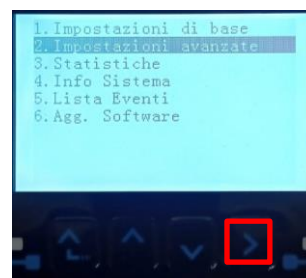 1.Impostazioni di base
2.Impostazioni avanzate
3.Statistiche
4.Info Sistema
5.Lista Eventi
6.Agg. Software